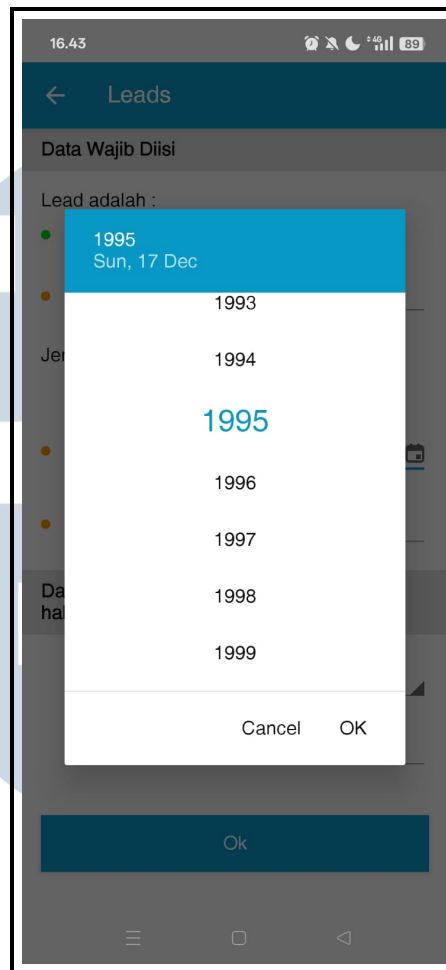 16.43
4G
89
Leads
Data Wajib Diisi
Lead adalah :
1995
Sun, 17 Dec
1993
Jer
1994
1995
1996
1997
Da
1998
hal
1999
Cancel OK
Ok